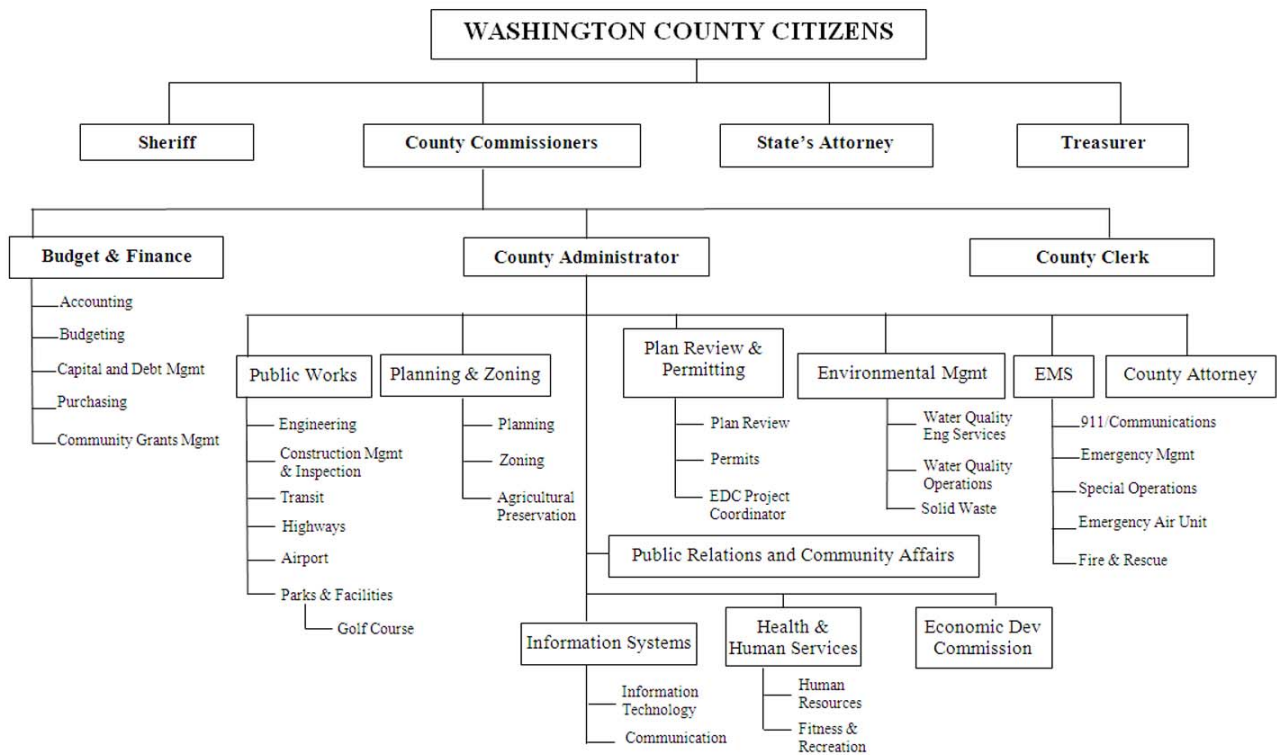 WASHINGTON COUNTY CITIZENS
Sheriff
County Commissioners
State's Attorney
Treasurer
Budget & Finance
County Administrator
County Clerk
Accounting
Budgeting
Capital and Debt Mgmt
Purchasing
Community Grants Mgmt
Public Works
Engineering
Construction Mgmt
& Inspection
Transit
Highways
Airport
Parks & Facilities
Golf Course
Planning & Zoning
Planning
Zoning
Agricultural
Preservation
Plan Review &
Permitting
Plan Review
Permits
EDC Project
Coordinator
Environmental Mgmt
Water Quality
Eng Services
Water Quality
Operations
Solid Waste
EMS
911/Communications
Emergency Mgmt
Special Operations
Emergency Air Unit
Fire & Rescue
County Attorney
Public Relations and Community Affairs
Information Systems
Information
Technology
Communication
Health &
Human Services
Human
Resources
Fitness &
Recreation
Economic Dev
Commission